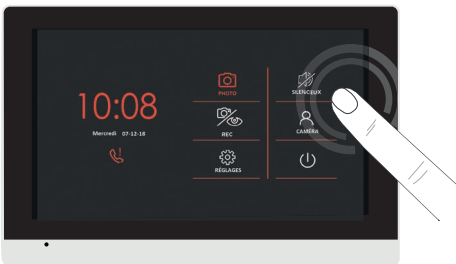 10:08
Mercredi 07-12-18
PHOTO
SILENCIEUX
REC
CAMÉRA
RÉGLAGES